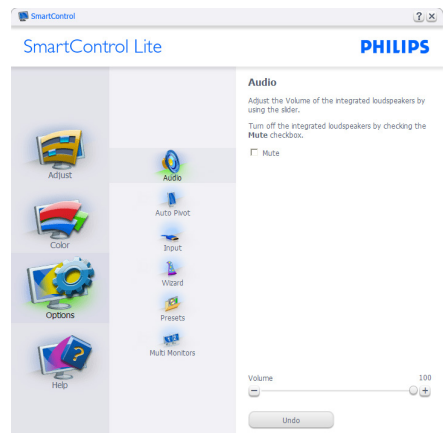 SmartControl
SmartControl Lite
PHILIPS
Adjust
Color
Options
Help
Audio
Auto Pivot
Input
Wizard
Presets
Multi Monitors
Audio
Adjust the Volume of the integrated loudspeakers by
using the slider.
Turn off the integrated loudspeakers by checking the
Mute checkbox.
Mute
Volume 100
Undo